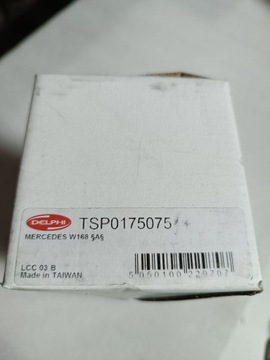 DELPHI
TSP0175075
MERCEDES W168 §A§
LCC 03 B
Made in TAIWAN